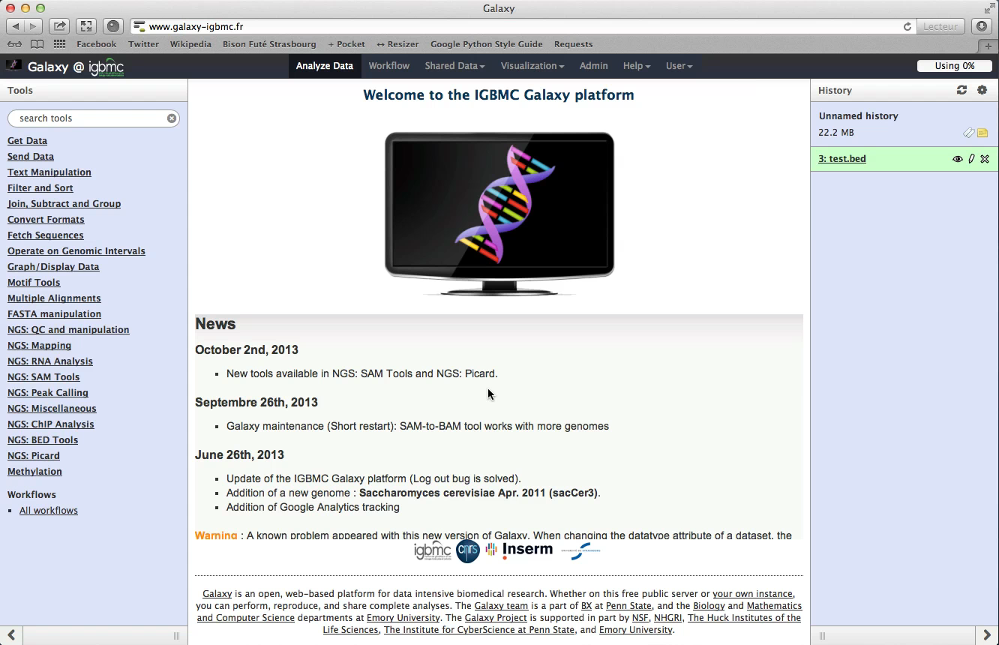 Galaxy
www.galaxy-igbmc.fr
Lecteur
Facebook Twitter Wikipedia Bison Futé Strasbourg + Pocket ↔ Resizer Google Python Style Guide Requests
Galaxy @ igbmc
Analyze Data Workflow Shared Data Visualization Admin Help User
Using 0%
Tools
search tools
Get Data
Send Data
Text Manipulation
Filter and Sort
Join, Subtract and Group
Convert Formats
Fetch Sequences
Operate on Genomic Intervals
Graph/Display Data
Motif Tools
Multiple Alignments
FASTA manipulation
NGS: QC and manipulation
NGS: Mapping
NGS: RNA Analysis
NGS: SAM Tools
NGS: Peak Calling
NGS: Miscellaneous
NGS: ChIP Analysis
NGS: BED Tools
NGS: Picard
Methylation
Workflows
All workflows
Welcome to the IGBMC Galaxy platform
News
October 2nd, 2013
New tools available in NGS: SAM Tools and NGS: Picard.
Septembre 26th, 2013
Galaxy maintenance (Short restart): SAM-to-BAM tool works with more genomes
June 26th, 2013
Update of the IGBMC Galaxy platform (Log out bug is solved).
Addition of a new genome : Saccharomyces cerevisiae Apr. 2011 (sacCer3).
Addition of Google Analytics tracking
Warning : A known problem appeared with this new version of Galaxy. When changing the datatype attribute of a dataset, the
igbmc cnrs Inserm
Galaxy is an open, web-based platform for data intensive biomedical research. Whether on this free public server or your own instance,
you can perform, reproduce, and share complete analyses. The Galaxy team is a part of BX at Penn State, and the Biology and Mathematics
and Computer Science departments at Emory University. The Galaxy Project is supported in part by NSF, NHGRI, The Huck Institutes of the
Life Sciences, The Institute for CyberScience at Penn State, and Emory University.
History
Unnamed history
22.2 MB
3: test.bed